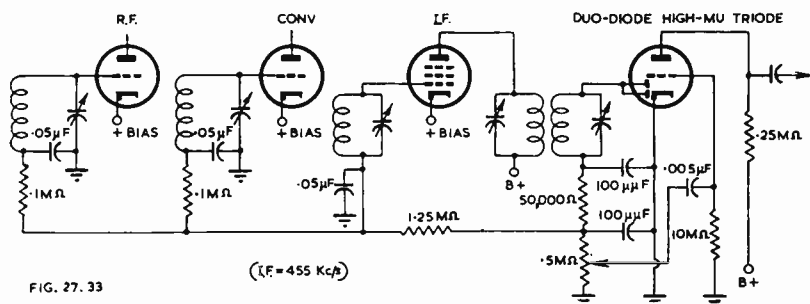 R.F.
CONV
I.F.
DUO-DIODE HIGH-MU TRIODE
·05μF
+ BIAS
·05μF
+ BIAS
+ BIAS
·1MΩ
·1MΩ
·05μF
B+
50,000Ω
100μμF
·005μF
·25MΩ
1·25MΩ
100μμF
·5MΩ
10MΩ
B+
(I.F. = 455 Kc/s)
FIG. 27.33